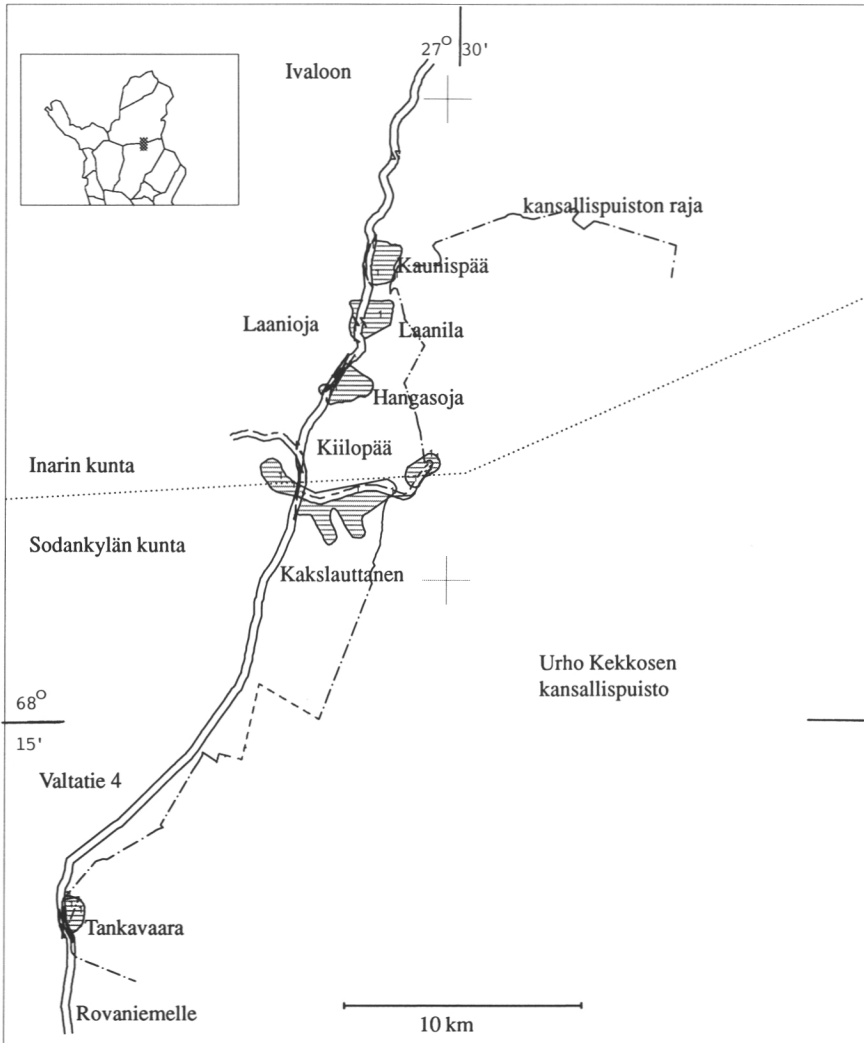 27° 30'
Ivaloon
kansallispuiston raja
Kaunispää
Laanioja
Laanila
Hangasoja
Kiilopää
Inarin kunta
Sodankylän kunta
Kakslauttanen
Urho Kekkosen
kansallispuisto
68°
15'
Valtatie 4
Tankavaara
Rovaniemelle
10 km